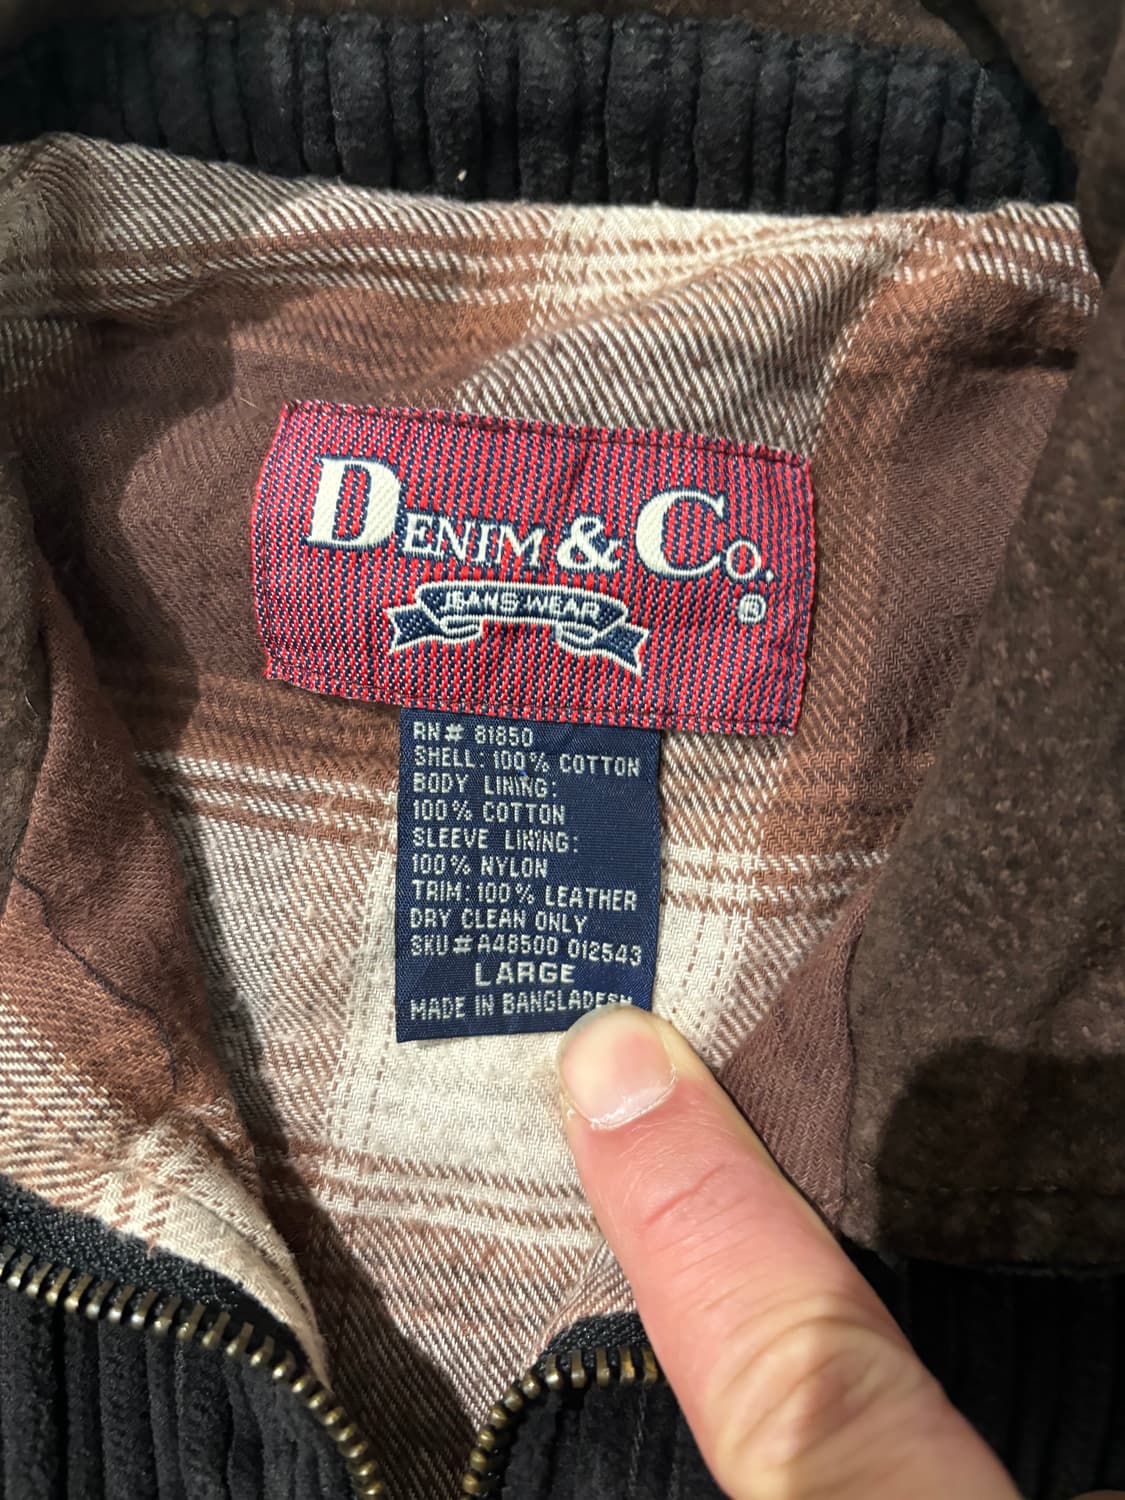 DENIM & CO.
JEANS WEAR ®
RN# 81850
SHELL: 100% COTTON
BODY LINING:
100% COTTON
SLEEVE LINING:
100% NYLON
TRIM: 100% LEATHER
DRY CLEAN ONLY
SKU# A48500 012543
LARGE
MADE IN BANGLADESH